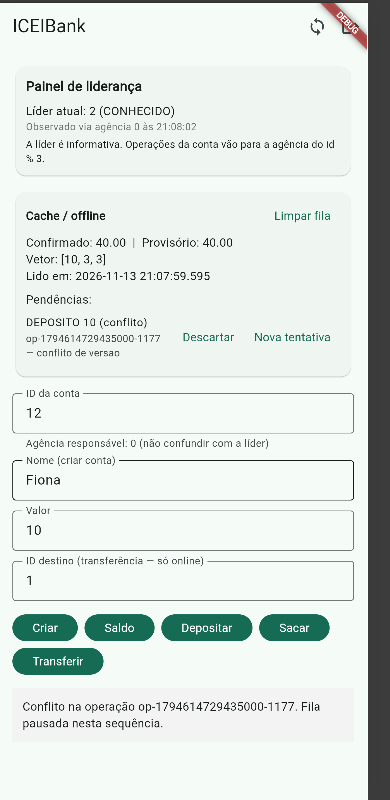 ICEIBank
DEBUG
Painel de liderança
Líder atual: 2 (CONHECIDO)
Observado via agência 0 às 21:08:02
A líder é informativa. Operações da conta vão para a agência do id
% 3.
Cache / offline
Limpar fila
Confirmado: 40.00 | Provisório: 40.00
Vetor: [10, 3, 3]
Lido em: 2026-11-13 21:07:59.595
Pendências:
DEPOSITO 10 (conflito)
op-1794614729435000-1177
— conflito de versao
Descartar
Nova tentativa
ID da conta
12
Agência responsável: 0 (não confundir com a líder)
Nome (criar conta)
Fiona
Valor
10
ID destino (transferência — só online)
1
Criar
Saldo
Depositar
Sacar
Transferir
Conflito na operação op-1794614729435000-1177. Fila
pausada nesta sequência.